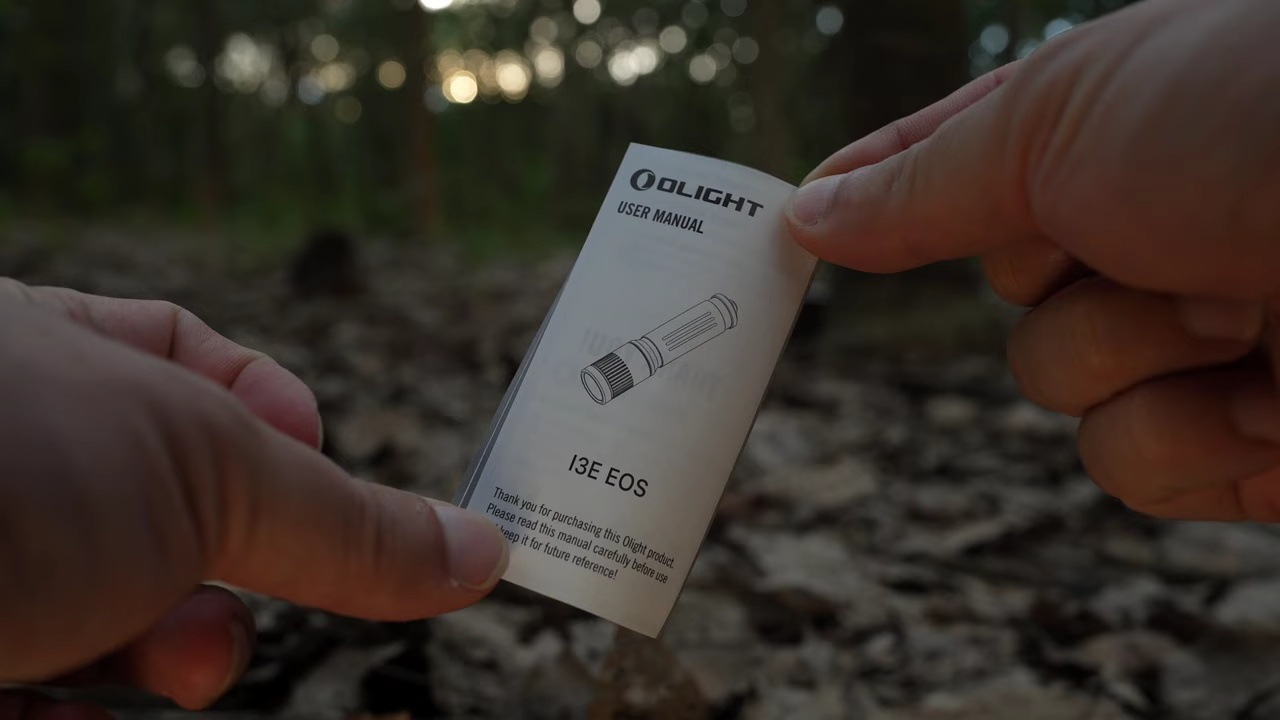 OLIGHT
USER MANUAL
I3E EOS
Thank you for purchasing this Olight product.
Please read this manual carefully before use
keep it for future reference!